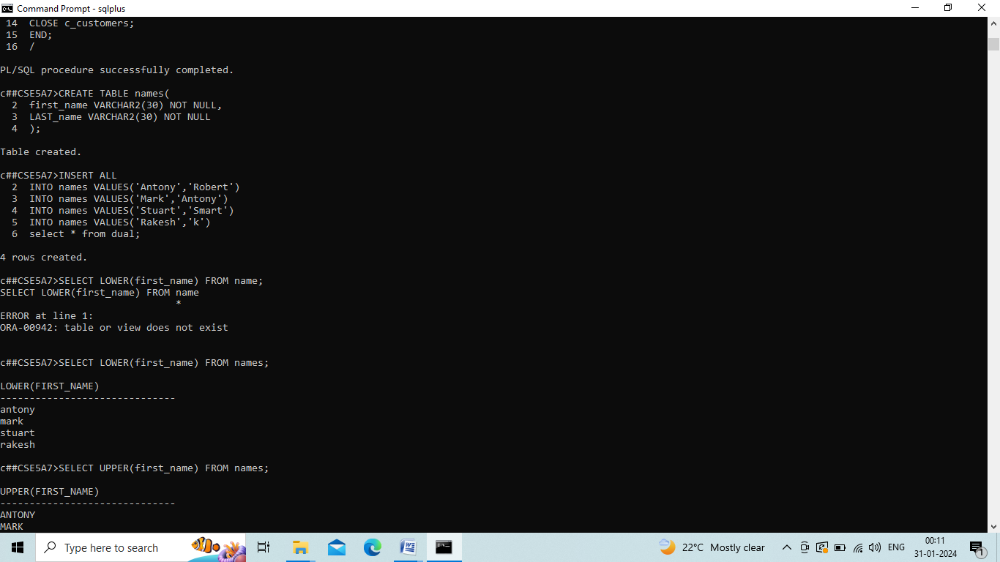 Command Prompt - sqlplus
14  CLOSE c_customers;
15  END;
16  /
PL/SQL procedure successfully completed.
c##CSE5A7>CREATE TABLE names(
2  first_name VARCHAR2(30) NOT NULL,
3  LAST_name VARCHAR2(30) NOT NULL
4  );
Table created.
c##CSE5A7>INSERT ALL
2  INTO names VALUES('Antony','Robert')
3  INTO names VALUES('Mark','Antony')
4  INTO names VALUES('Stuart','Smart')
5  INTO names VALUES('Rakesh','k')
6  select * from dual;
4 rows created.
c##CSE5A7>SELECT LOWER(first_name) FROM name;
SELECT LOWER(first_name) FROM name
*
ERROR at line 1:
ORA-00942: table or view does not exist
c##CSE5A7>SELECT LOWER(first_name) FROM names;
LOWER(FIRST_NAME)
------------------------------
antony
mark
stuart
rakesh
c##CSE5A7>SELECT UPPER(first_name) FROM names;
UPPER(FIRST_NAME)
------------------------------
ANTONY
MARK
Type here to search
22°C Mostly clear
ENG
00:11
31-01-2024
1